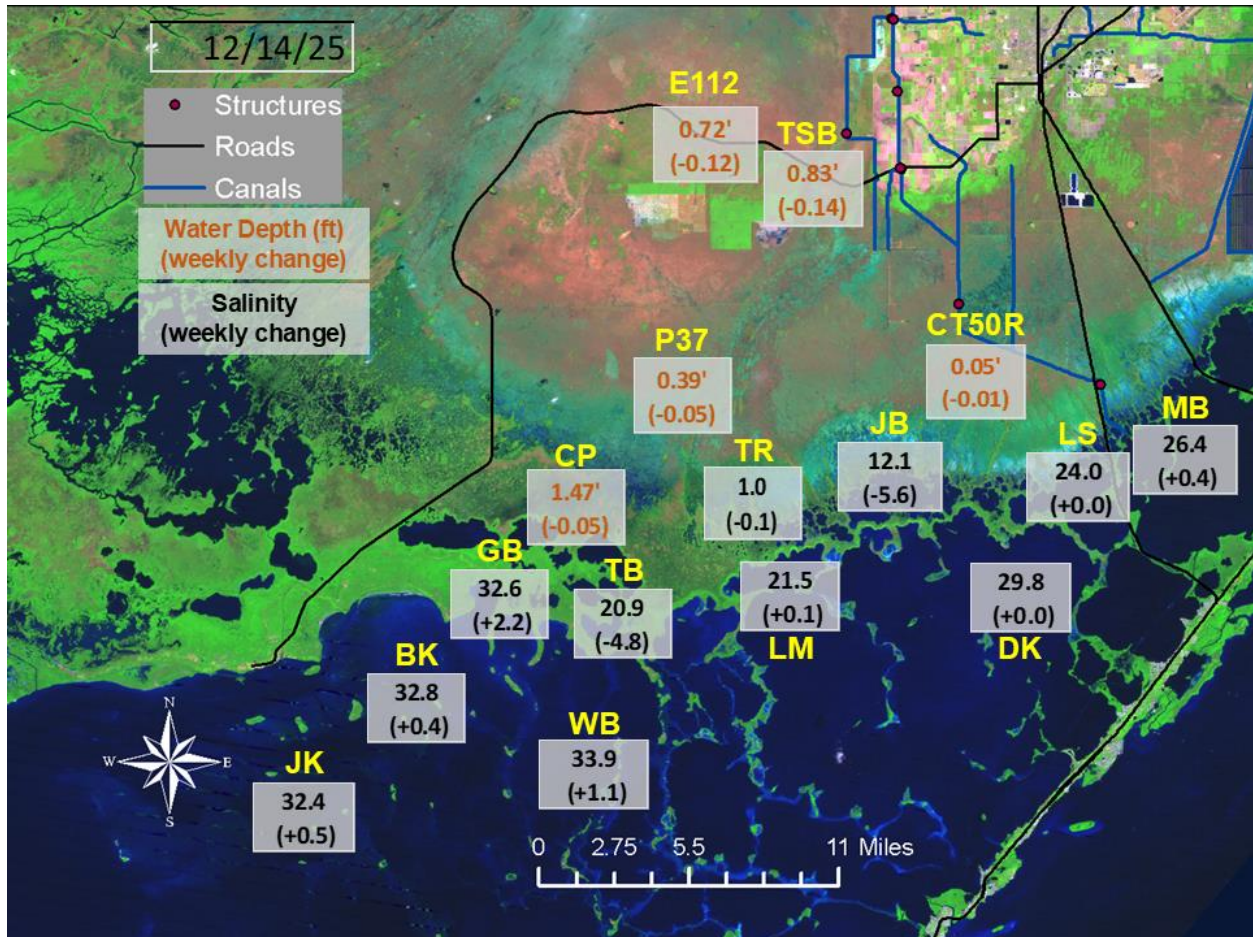 12/14/25
Structures
Roads
Canals
Water Depth (ft)
(weekly change)
Salinity
(weekly change)
E112
0.72'
(-0.12)
TSB
0.83'
(-0.14)
P37
0.39'
(-0.05)
CT50R
0.05'
(-0.01)
CP
1.47'
(-0.05)
TR
1.0
(-0.1)
JB
12.1
(-5.6)
LS
24.0
(+0.0)
MB
26.4
(+0.4)
GB
32.6
(+2.2)
TB
20.9
(-4.8)
21.5
(+0.1)
LM
29.8
(+0.0)
DK
BK
32.8
(+0.4)
WB
33.9
(+1.1)
JK
32.4
(+0.5)
N
W E
S
0 2.75 5.5 11 Miles